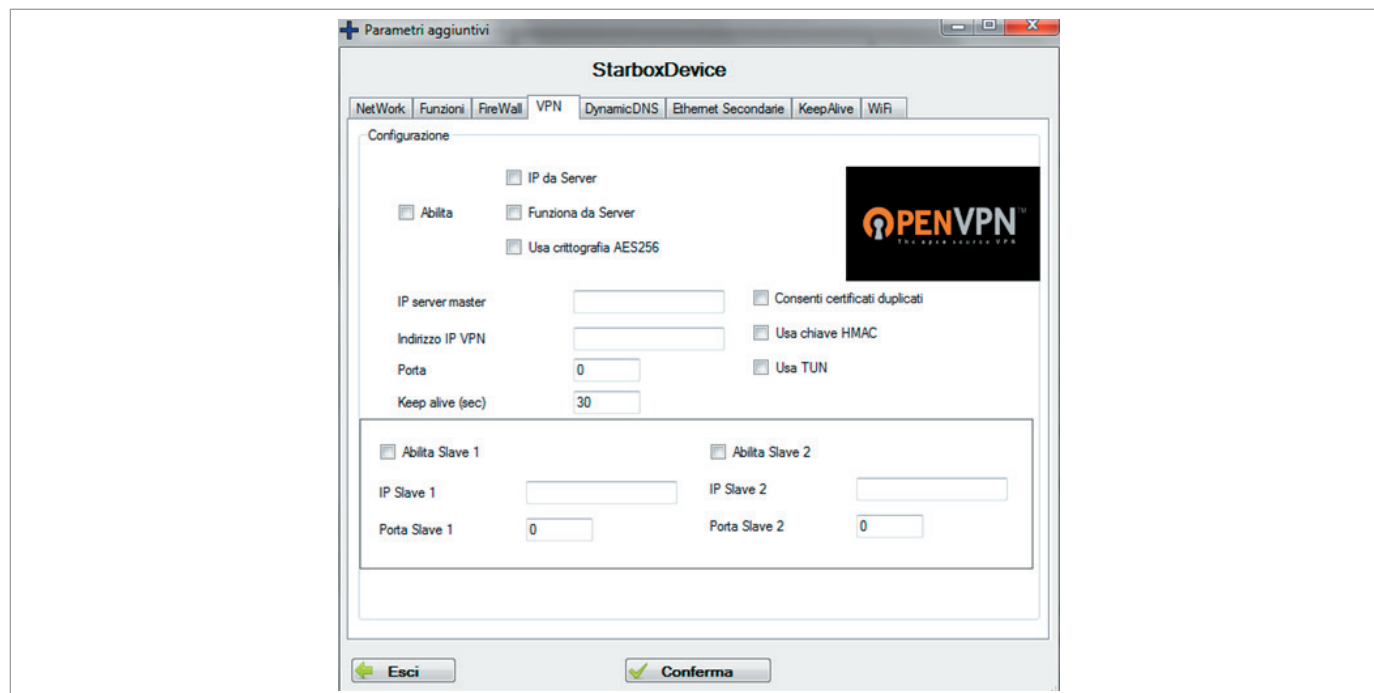 Parametri aggiuntivi
StarboxDevice
NetWork Funzioni FireWall VPN DynamicDNS Ethernet Secondarie KeepAlive WiFi
Configurazione
IP da Server
Abilita
Funziona da Server
Usa crittografia AES256
OPENVPN™
The open source VPN
IP server master
Consenti certificati duplicati
Indirizzo IP VPN
Usa chiave HMAC
Porta 0
Usa TUN
Keep alive (sec) 30
Abilita Slave 1 Abilita Slave 2
IP Slave 1 IP Slave 2
Porta Slave 1 0 Porta Slave 2 0
Esci Conferma